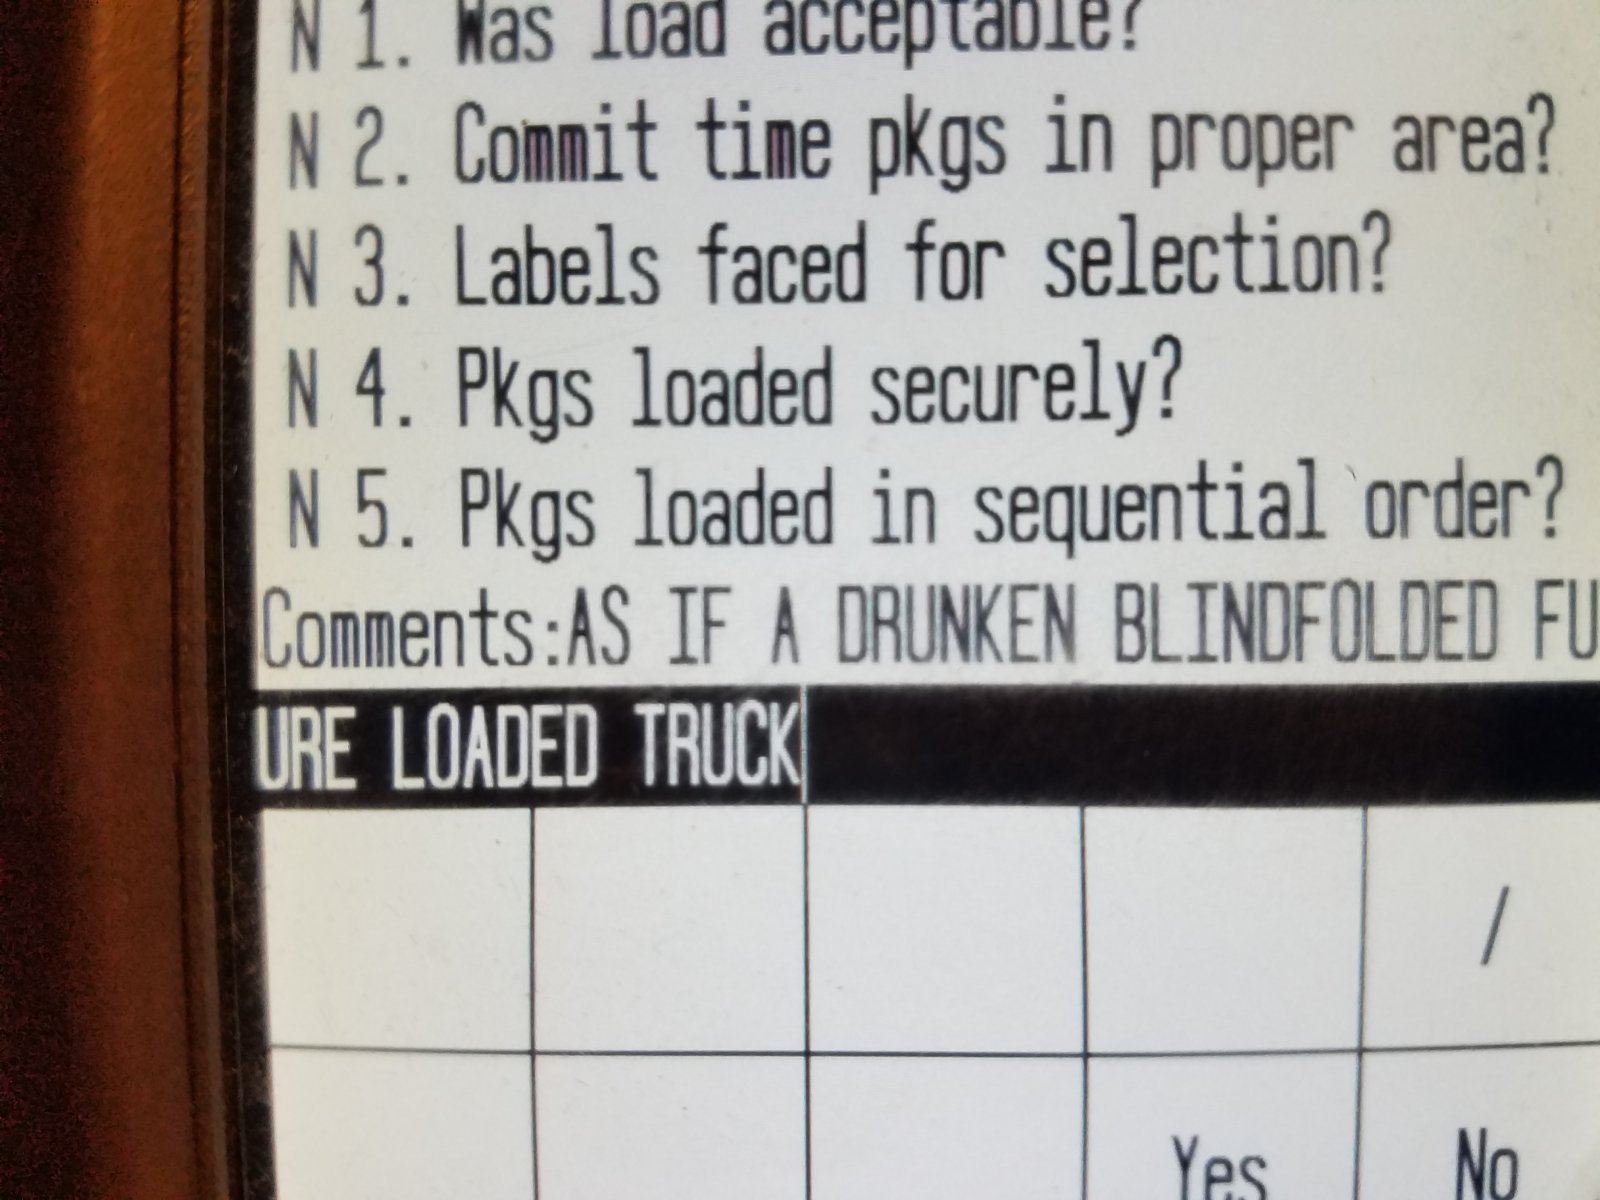 N 1. Was load acceptable?
N 2. Commit time pkgs in proper area?
N 3. Labels faced for selection?
N 4. Pkgs loaded securely?
N 5. Pkgs loaded in sequential order?
Comments:AS IF A DRUNKEN BLINDFOLDED FU
URE LOADED TRUCK
/
Yes No